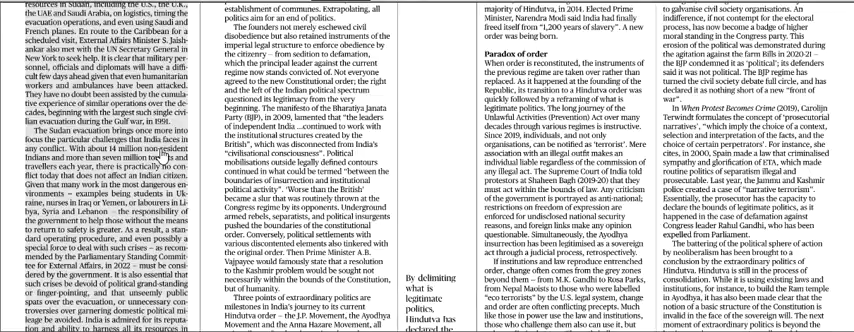 resources in Sudan, including the U.S., the U.K.,
the UAE and Saudi Arabia, on logistics, timing the
evacuation operations, and even using Saudi and
French planes. En route to the Caribbean for a
scheduled visit, External Affairs Minister S. Jaish-
ankar also met with the UN Secretary General in
New York to seek help. It is clear that military per-
sonnel, officials and diplomats will have a diffi-
cult few days ahead given that even humanitarian
workers and ambulances have been attacked.
They have no doubt been assisted by the cumula-
tive experience of similar operations over the de-
cades, beginning with the largest such single civi-
lian evacuation during the Gulf war, in 1991.
The Sudan evacuation brings once more into
focus the particular challenges that India faces in
any conflict. With about 14 million non-resident
Indians and more than seven million
travellers each year, there is practically no con-
flict today that does not affect an Indian citizen.
Given that many work in the most dangerous en-
vironments – examples being students in Uk-
raine, nurses in Iraq or Yemen, or labourers in Li-
bya, Syria and Lebanon – the responsibility of
the government to help those without the means
to return to safety is greater. As a result, a stan-
dard operating procedure, and even possibly a
special force to deal with such crises – as recom-
mended by the Parliamentary Standing Commit-
tee for External Affairs, in 2022 – must be consi-
dered by the government. It is also essential that
such crises be devoid of political grand-standing
or finger-pointing, and that unseemly public
spats over the evacuation, or unnecessary con-
troversies over garnering domestic political mi-
leage be avoided. India is admired for its reputa-
tion and ability to harness all its resources in
establishment of communes. Extrapolating, all
politics aim for an end of politics.
The founders not merely eschewed civil
disobedience but also retained instruments of the
imperial legal structure to enforce obedience by
the citizenry – from sedition to defamation,
which the principal leader against the current
regime now stands convicted of. Not everyone
agreed to the new Constitutional order; the right
and the left of the Indian political spectrum
questioned its legitimacy from the very
beginning. The manifesto of the Bharatiya Janata
Party (BJP), in 2009, lamented that “the leaders
of independent India ...continued to work with
the institutional structures created by the
British”, which was disconnected from India’s
“civilisational consciousness”. Political
mobilisations outside legally defined contours
continued in what could be termed “between the
boundaries of insurrection and institutional
political activity”. ‘Worse than the British’
became a slur that was routinely thrown at the
Congress regime by its opponents. Underground
armed rebels, separatists, and political insurgents
pushed the boundaries of the constitutional
order. Conversely, political settlements with
various discontented elements also tinkered with
the original order. Then Prime Minister A.B.
Vajpayee would famously state that a resolution
to the Kashmir problem would be sought not
necessarily within the bounds of the Constitution,
but of humanity.
Three points of extraordinary politics are
milestones in India’s journey to its current
Hindutva order – the J.P. Movement, the Ayodhya
Movement and the Anna Hazare Movement, all
By delimiting
what is
legitimate
politics,
Hindutva has
declared the
majority of Hindutva, in 2014. Elected Prime
Minister, Narendra Modi said India had finally
freed itself from “1,200 years of slavery”. A new
order was being born.
Paradox of order
When order is reconstituted, the instruments of
the previous regime are taken over rather than
replaced. As it happened at the founding of the
Republic, its transition to a Hindutva order was
quickly followed by a reframing of what is
legitimate politics. The long journey of the
Unlawful Activities (Prevention) Act over many
decades through various regimes is instructive.
Since 2019, individuals, and not only
organisations, can be notified as ‘terrorist’. Mere
association with an illegal outfit makes an
individual liable regardless of the commission of
any illegal act. The Supreme Court of India told
protestors at Shaheen Bagh (2019-20) that they
must act within the bounds of law. Any criticism
of the government is portrayed as anti-national;
restrictions on freedom of expression are
enforced for undisclosed national security
reasons, and foreign links make any opinion
questionable. Simultaneously, the Ayodhya
insurrection has been legitimised as a sovereign
act through a judicial process, retrospectively.
If institutions and law reproduce entrenched
order, change often comes from the grey zones
beyond them – from M.K. Gandhi to Rosa Parks,
from Nepal Maoists to those who were labelled
“eco terrorists” by the U.S. legal system, change
and order are often conflicting precepts. Much
like those in power use the law and institutions,
those who challenge them also can use it, but
to galvanise civil society organisations. An
indifference, if not contempt for the electoral
process, has now become a badge of higher
moral standing in the Congress party. This
erosion of the political was demonstrated during
the agitation against the farm Bills in 2020-21 –
the BJP condemned it as ‘political’; its defenders
said it was not political. The BJP regime has
turned the civil society debate full circle, and has
declared it as nothing short of a new “front of
war”.
In When Protest Becomes Crime (2019), Carolijn
Terwindt formulates the concept of ‘prosecutorial
narratives’, “which imply the choice of a context,
selection and interpretation of the facts, and the
choice of certain perpetrators’. For instance, she
cites, in 2000, Spain made a law that criminalised
sympathy and glorification of ETA, which made
routine politics of separatism illegal and
prosecutable. Last year, the Jammu and Kashmir
police created a case of “narrative terrorism”.
Essentially, the prosecutor has the capacity to
declare the bounds of legitimate politics, as it
happened in the case of defamation against
Congress leader Rahul Gandhi, who has been
expelled from Parliament.
The battering of the political sphere of action
by neoliberalism has been brought to a
conclusion by the extraordinary politics of
Hindutva. Hindutva is still in the process of
consolidation. While it is using existing laws and
institutions, for instance, to build the Ram temple
in Ayodhya, it has also been made clear that the
notion of a basic structure of the Constitution is
invalid in the face of the sovereign will. The next
moment of extraordinary politics is beyond the